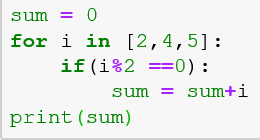 sum = 0
for i in [2,4,5]:
    if(i%2 ==0):
        sum = sum+i
print(sum)